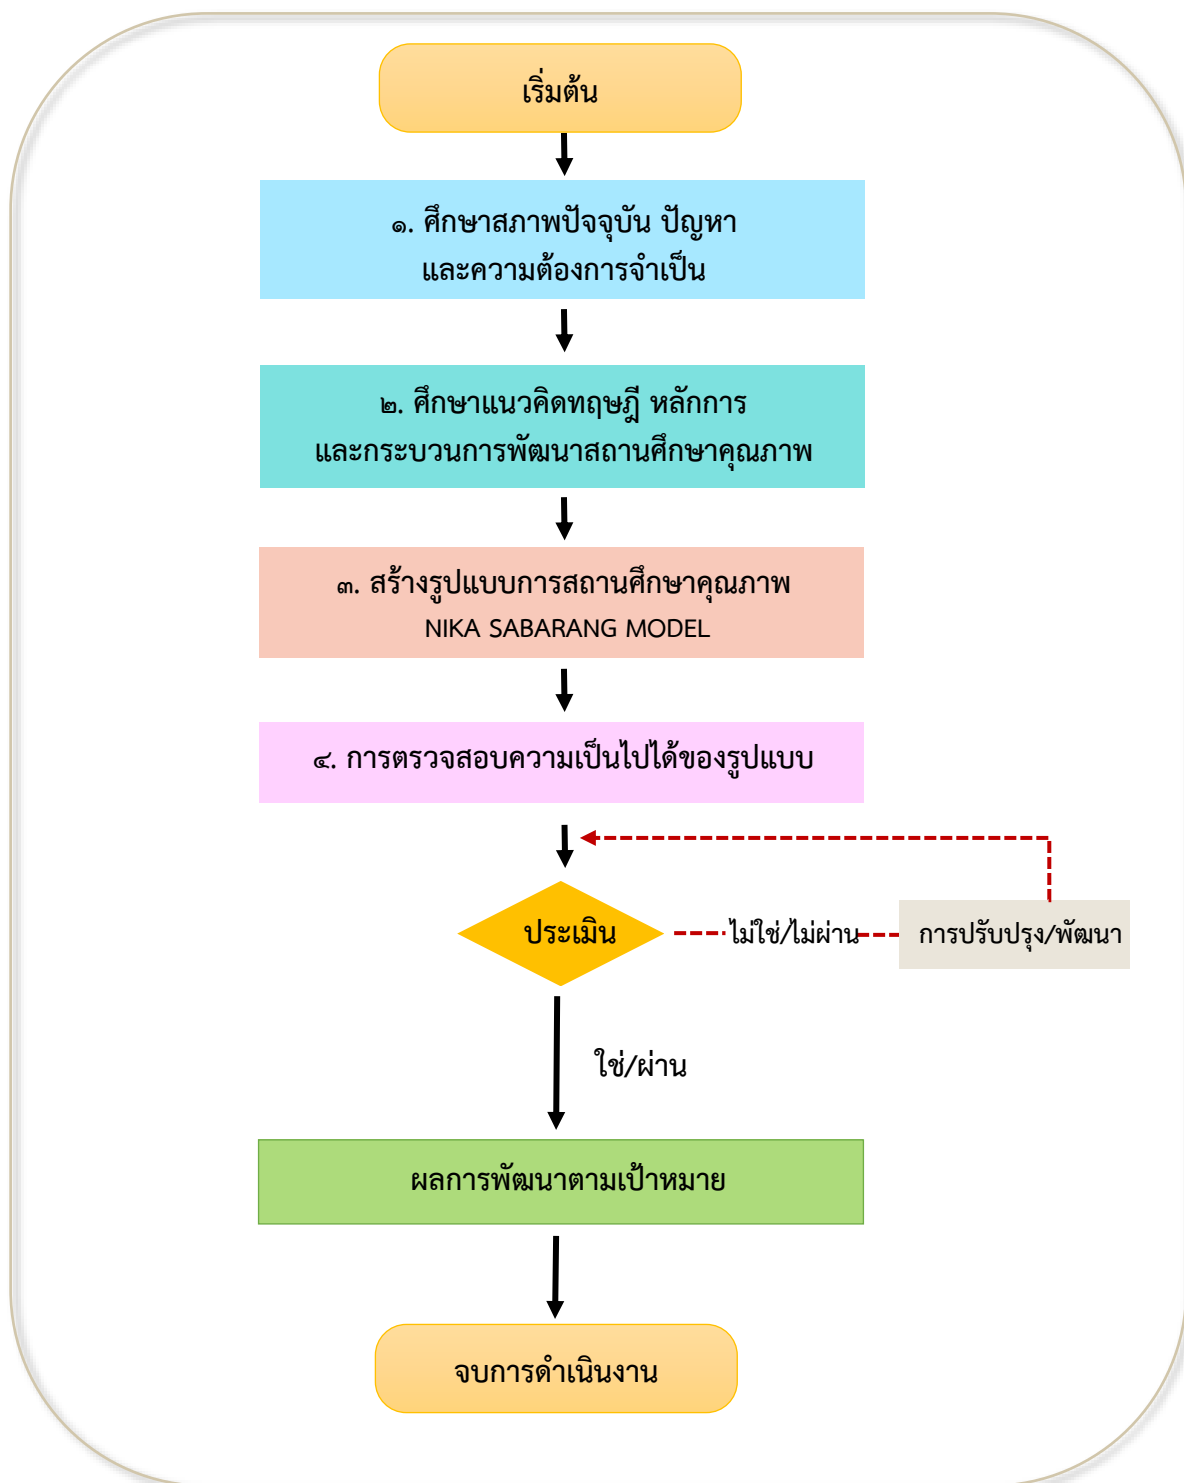 เริ่มต้น
๑. ศึกษาสภาพปัจจุบัน ปัญหา
และความต้องการจำเป็น
๒. ศึกษาแนวคิดทฤษฎี หลักการ
และกระบวนการพัฒนาสถานศึกษาคุณภาพ
๓. สร้างรูปแบบการสถานศึกษาคุณภาพ
NIKA SABARANG MODEL
๔. การตรวจสอบความเป็นไปได้ของรูปแบบ
ประเมิน
ไม่ใช่/ไม่ผ่าน
การปรับปรุง/พัฒนา
ใช่/ผ่าน
ผลการพัฒนาตามเป้าหมาย
จบการดำเนินงาน